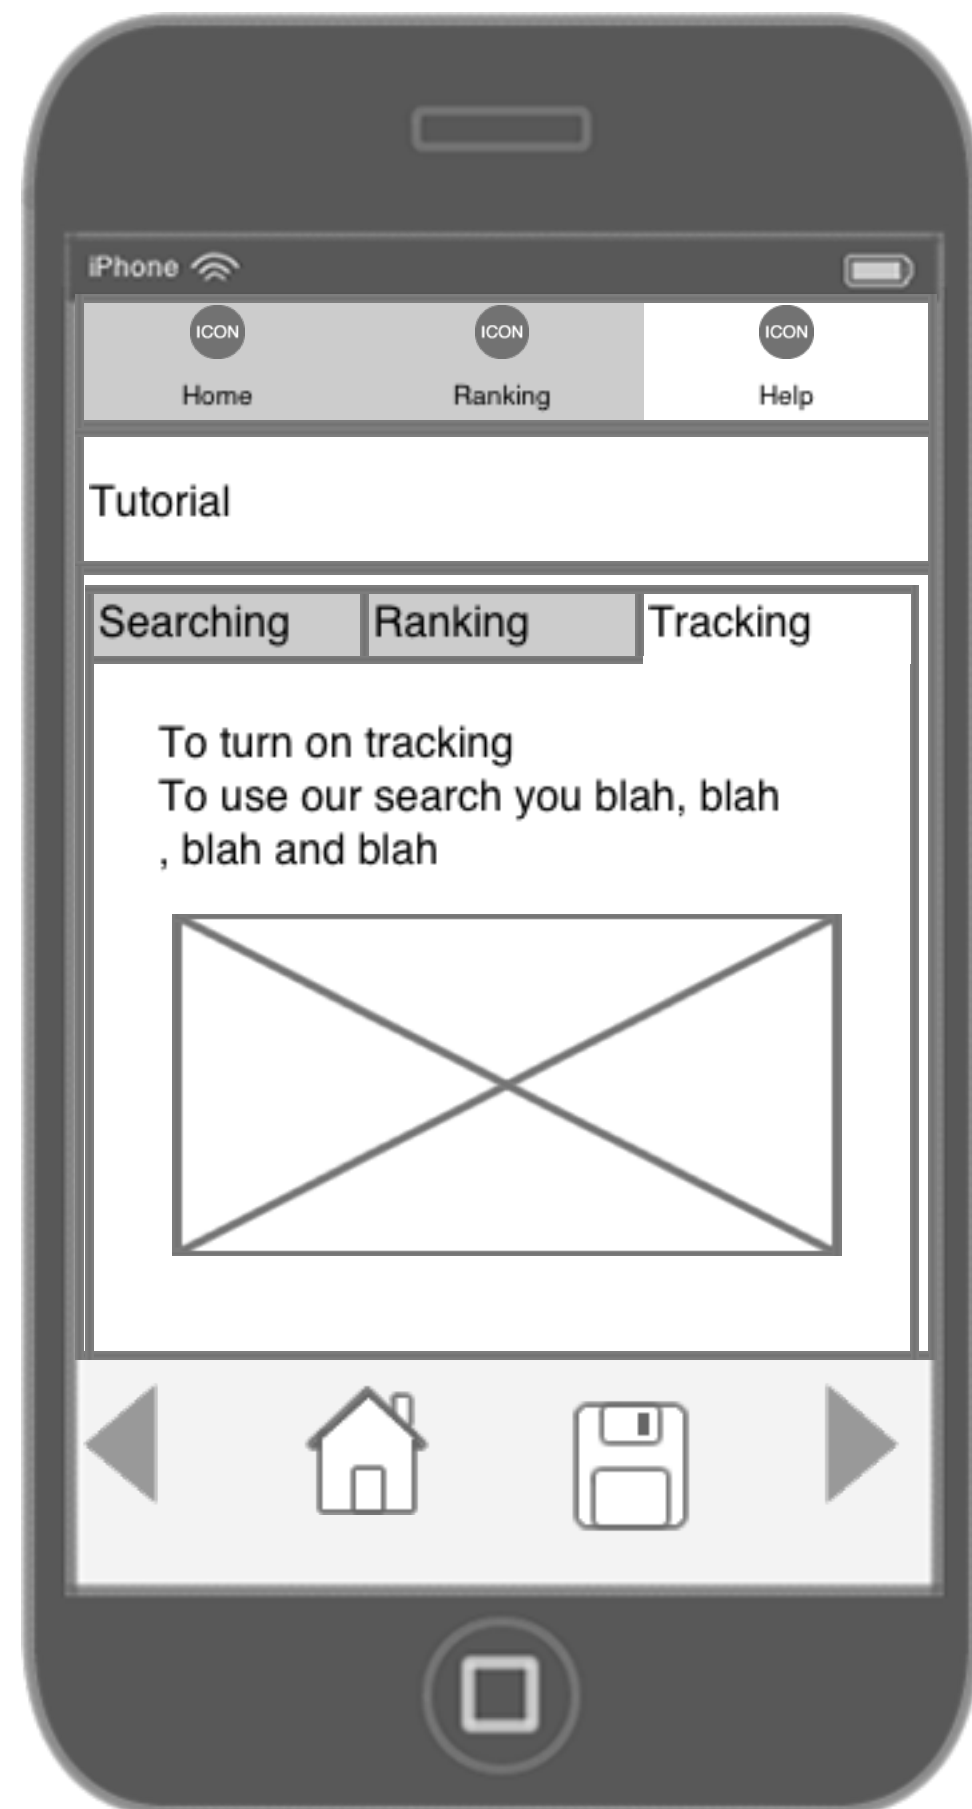 iPhone
ICON ICON ICON
Home Ranking Help
Tutorial
Searching Ranking Tracking
To turn on tracking
To use our search you blah, blah
, blah and blah